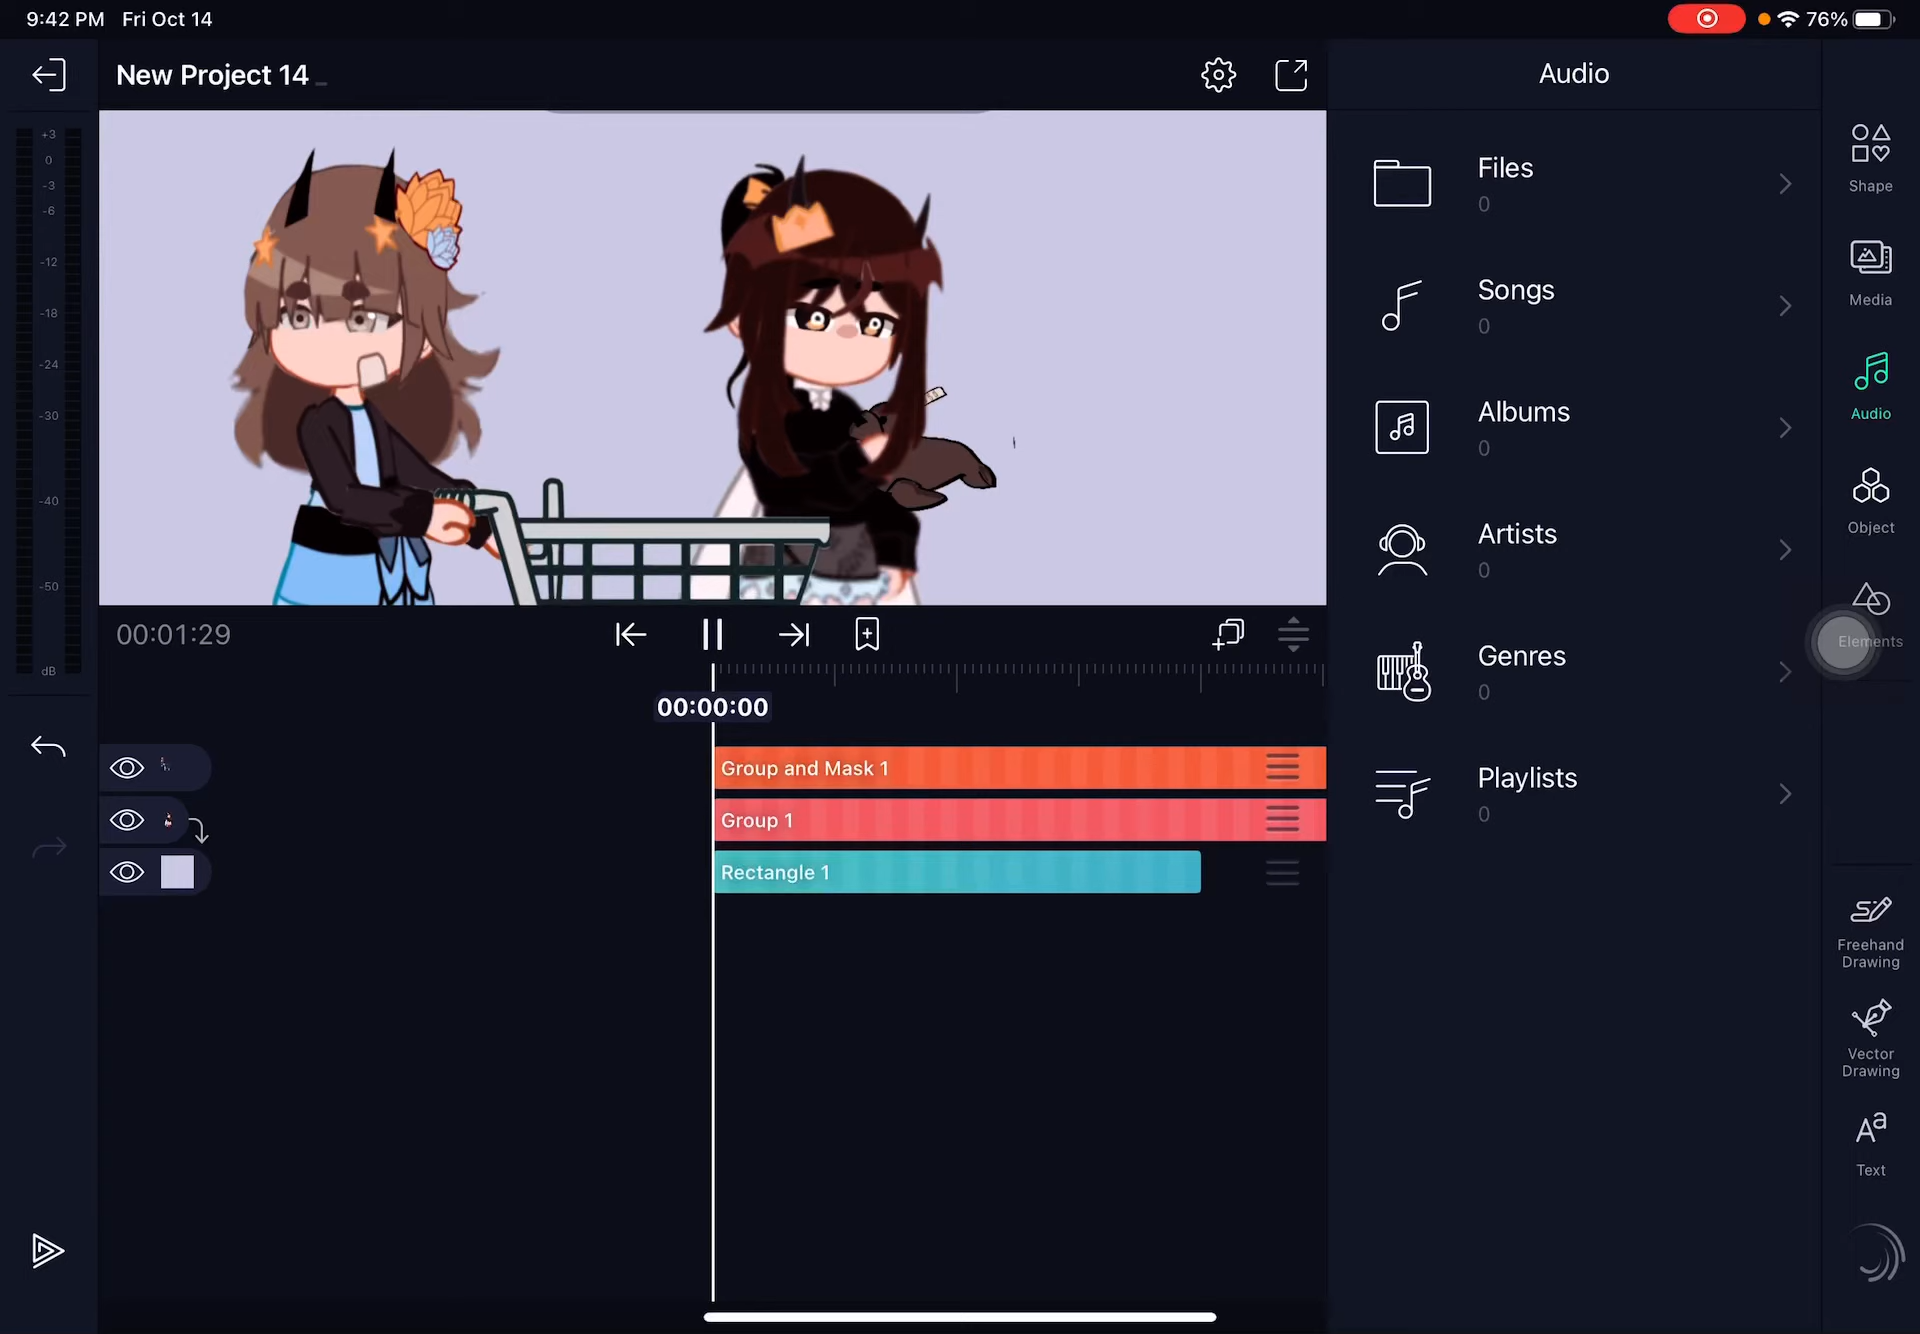 9:42 PM Fri Oct 14
76%
New Project 14
Audio
+3
0
-3
-6
-12
-18
-24
-30
-40
-50
dB
Files
0
Songs
0
Albums
0
Artists
0
Genres
0
Playlists
0
Shape
Media
Audio
Object
Elements
Freehand
Drawing
Vector
Drawing
Aa
Text
00:01:29
00:00:00
Group and Mask 1
Group 1
Rectangle 1